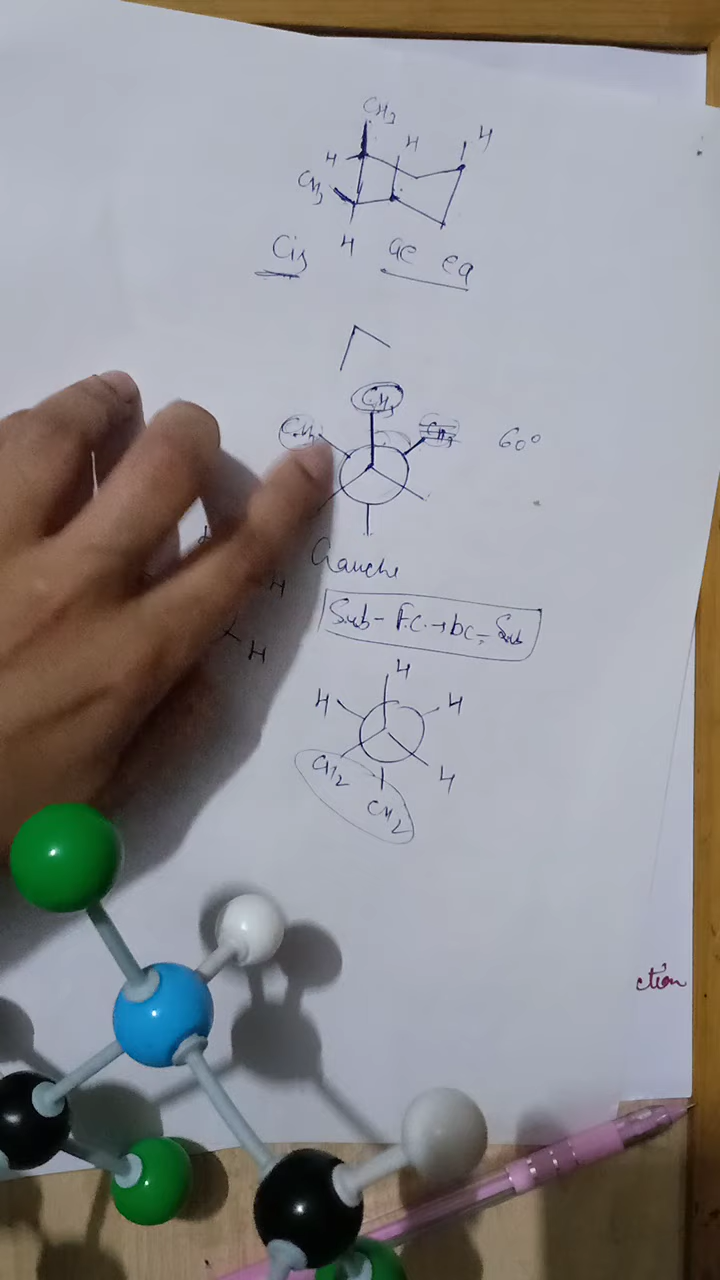 CH3
H H H
CH3
H
Cis ae ea
CH3
CH3 CH3 60°
Gauche
H
Sub - F.C. → bc - Sub
H
H
H H
CH2 H
CH2
ction